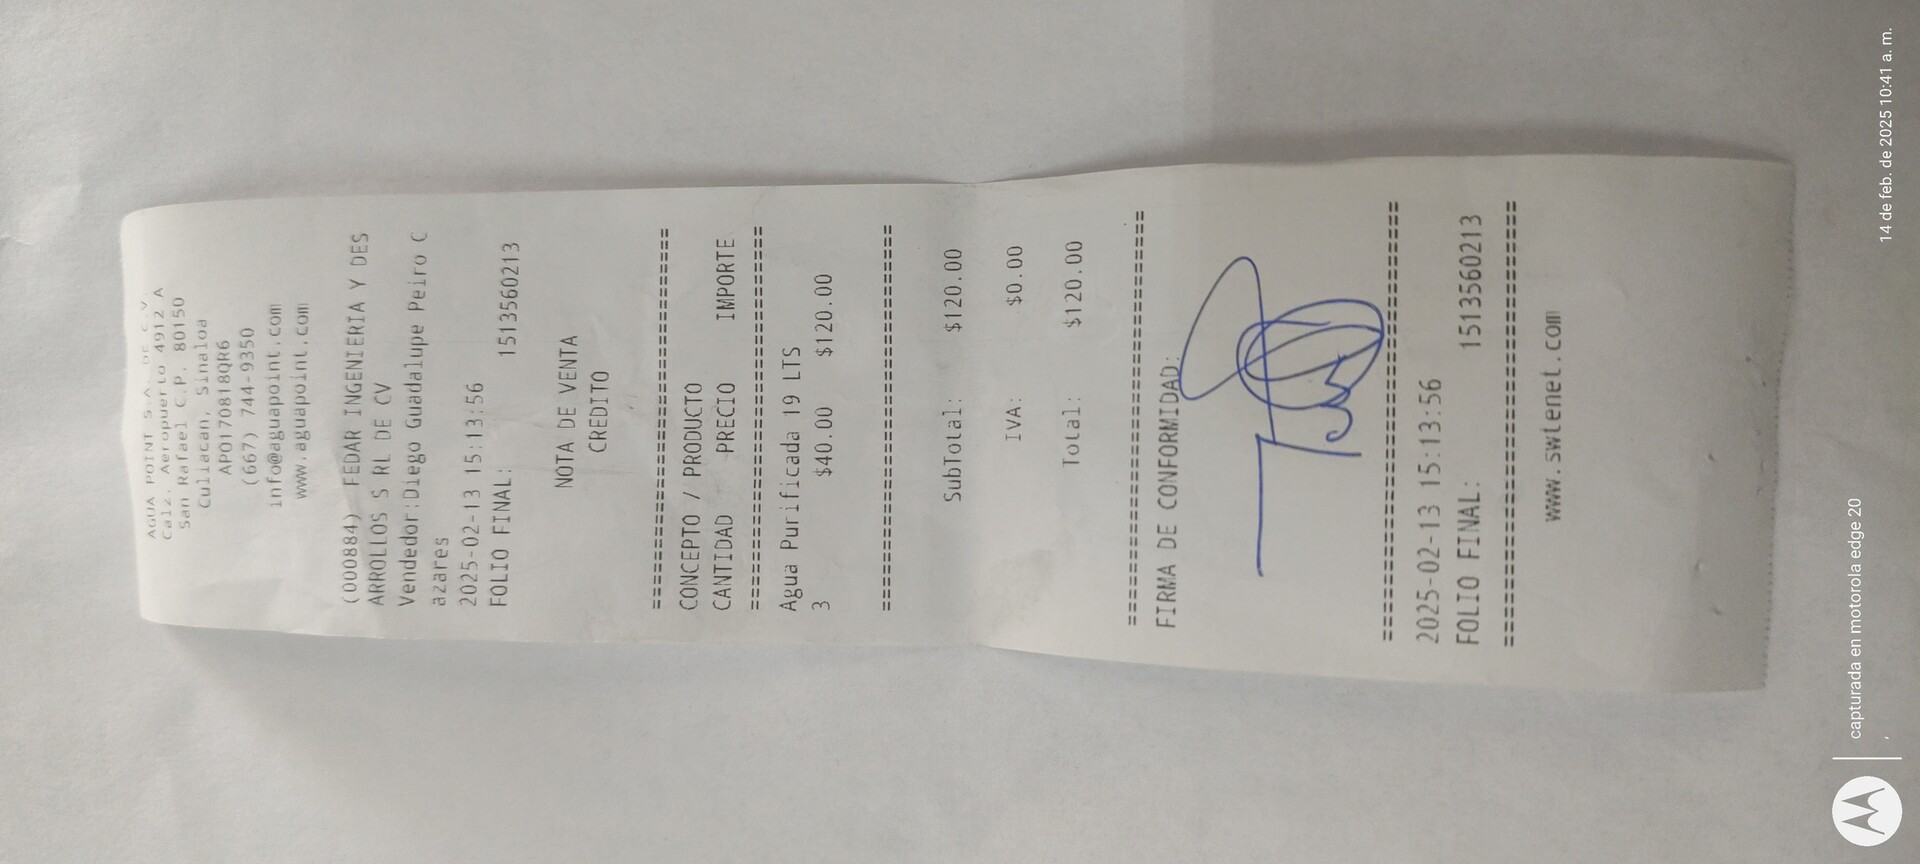 AGUA POINT S.A. DE C.V.
Calz. Aeropuerto 4912 A
San Rafael C.P. 80150
Culiacan, Sinaloa
APO170818QR6
(667) 744-9350
info@aguapoint.com
www.aguapoint.com
(000884) FEDAR INGENIERIA Y DES
ARROLLOS S RL DE CV
Vendedor:Diego Guadalupe Peiro C
azares
2025-02-13 15:13:56
FOLIO FINAL: 1513560213
NOTA DE VENTA
CREDITO
================================
CONCEPTO / PRODUCTO
CANTIDAD PRECIO IMPORTE
================================
Agua Purificada 19 LTS
3 $40.00 $120.00
================================
SubTotal: $120.00
IVA: $0.00
Total: $120.00
================================
FIRMA DE CONFORMIDAD:
================================
2025-02-13 15:13:56
FOLIO FINAL: 1513560213
================================
www.swienet.com
capturada en motorola edge 20
,
14 de feb. de 2025 10:41 a. m.